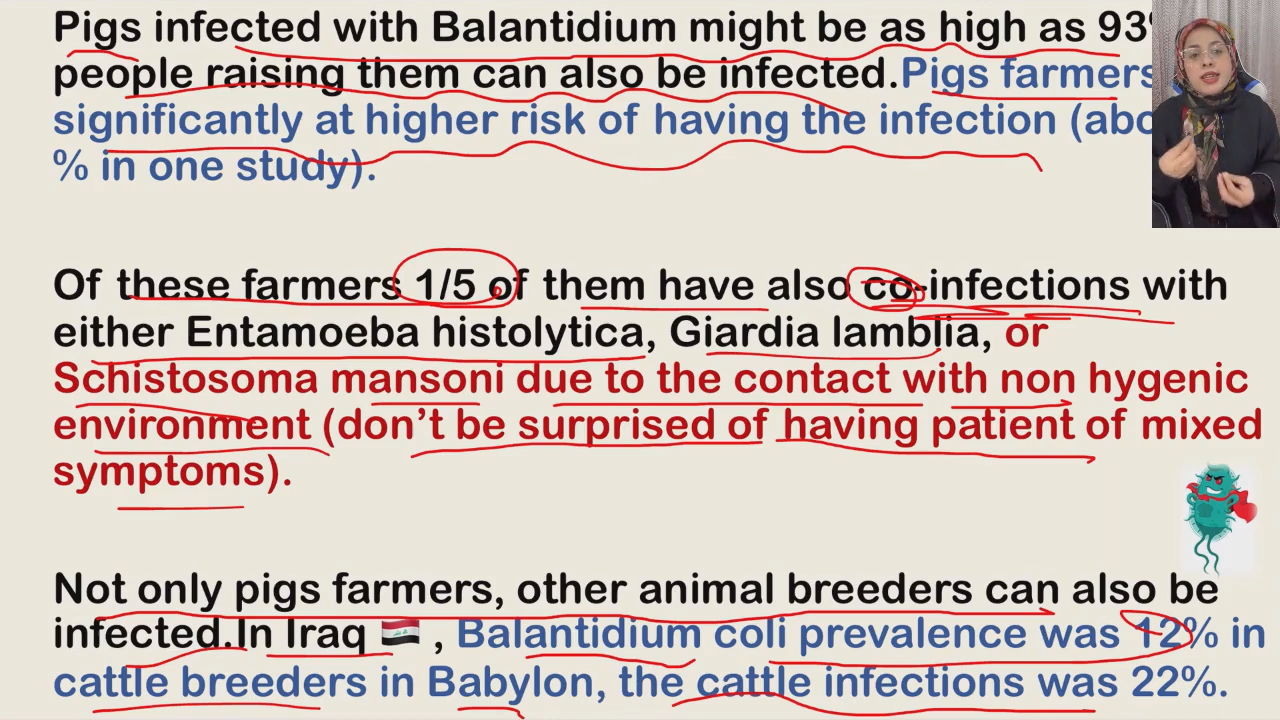 Pigs infected with Balantidium might be as high as 93
people raising them can also be infected.Pigs farmers
significantly at higher risk of having the infection
% in one study).
Of these farmers 1/5 of them have also co-infections with
either Entamoeba histolytica, Giardia lamblia, or
Schistosoma mansoni due to the contact with non hygenic
environment (don’t be surprised of having patient of mixed
symptoms).
Not only pigs farmers, other animal breeders can also be
infected.In Iraq 🇮🇶 , Balantidium coli prevalence was 12% in
cattle breeders in Babylon, the cattle infections was 22%.